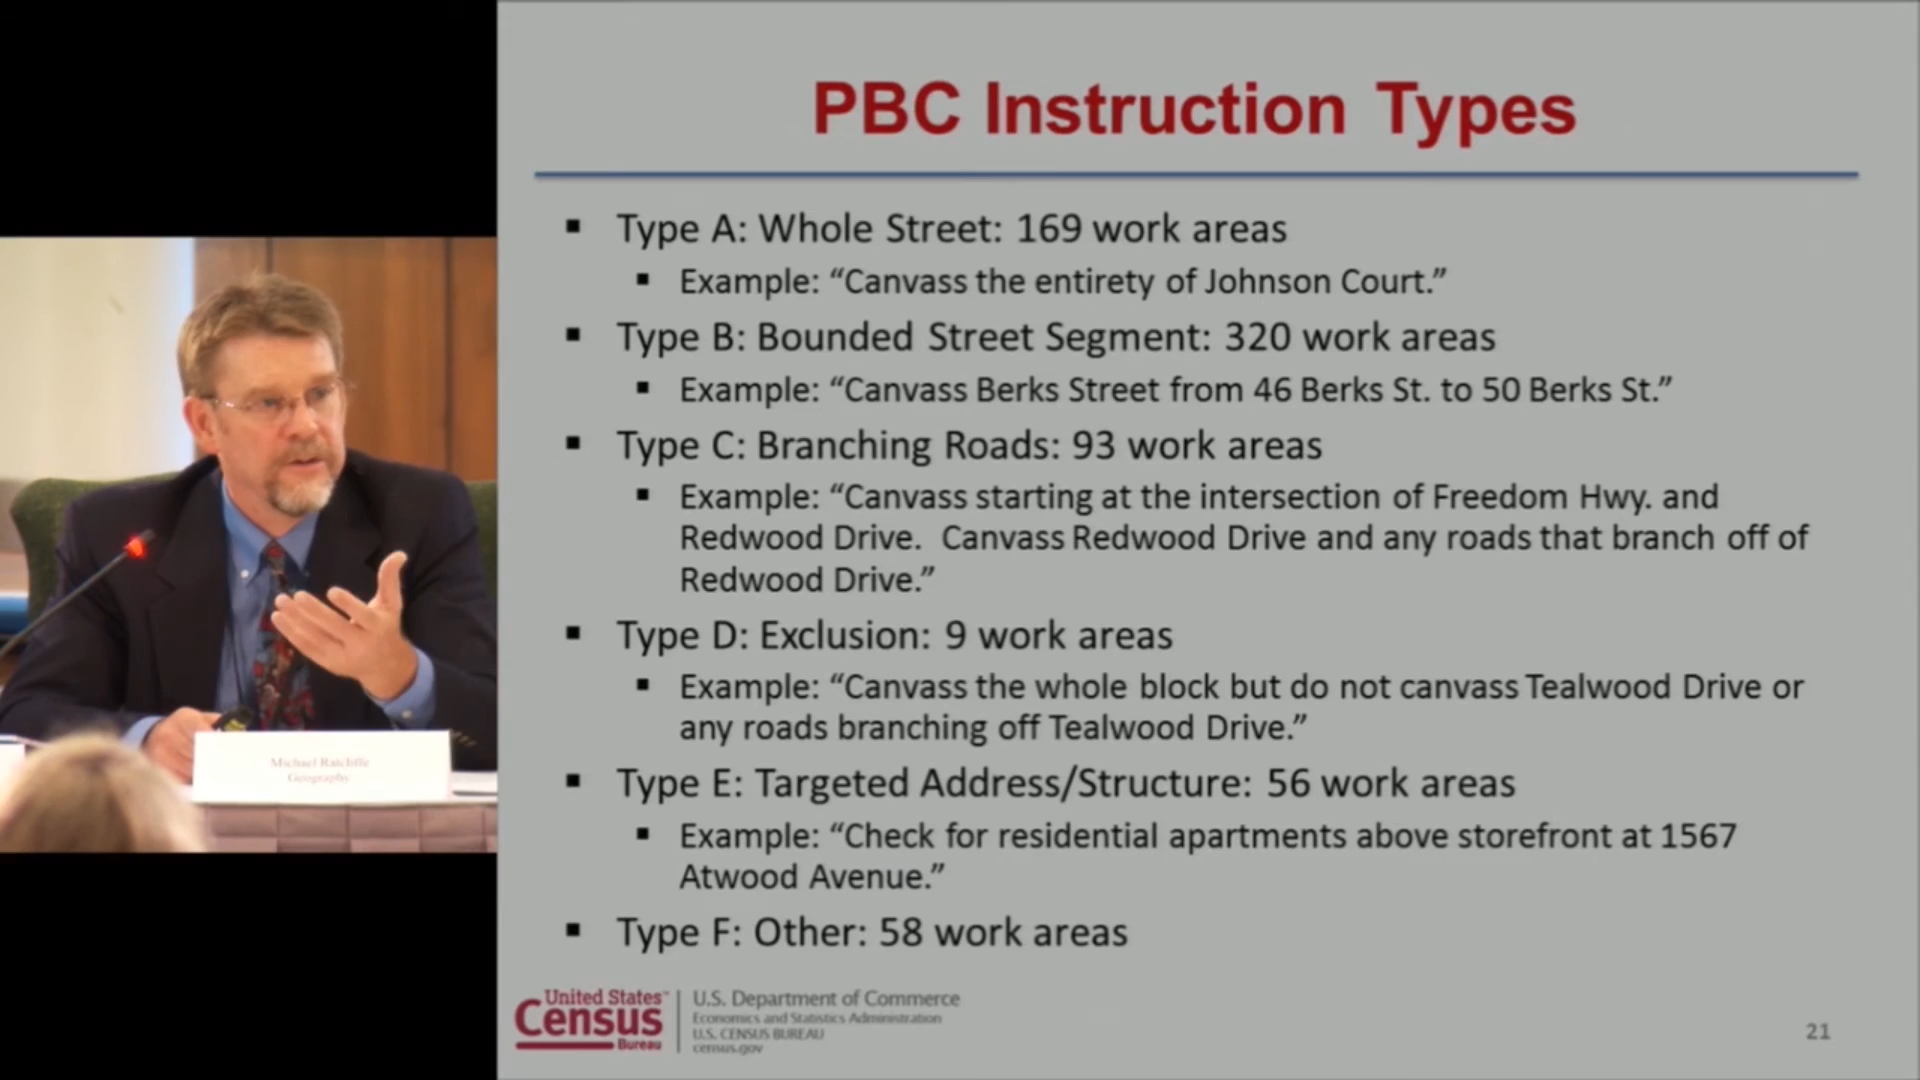 PBC Instruction Types
▪ Type A: Whole Street: 169 work areas
▪ Example: “Canvass the entirety of Johnson Court.”
▪ Type B: Bounded Street Segment: 320 work areas
▪ Example: “Canvass Berks Street from 46 Berks St. to 50 Berks St.”
▪ Type C: Branching Roads: 93 work areas
▪ Example: “Canvass starting at the intersection of Freedom Hwy. and
Redwood Drive. Canvass Redwood Drive and any roads that branch off of
Redwood Drive.”
▪ Type D: Exclusion: 9 work areas
▪ Example: “Canvass the whole block but do not canvass Tealwood Drive or
any roads branching off Tealwood Drive.”
▪ Type E: Targeted Address/Structure: 56 work areas
▪ Example: “Check for residential apartments above storefront at 1567
Atwood Avenue.”
▪ Type F: Other: 58 work areas
United States™
Census
Bureau
U.S. Department of Commerce
Economics and Statistics Administration
U.S. CENSUS BUREAU
census.gov
21
Michael Ratcliffe
Geography